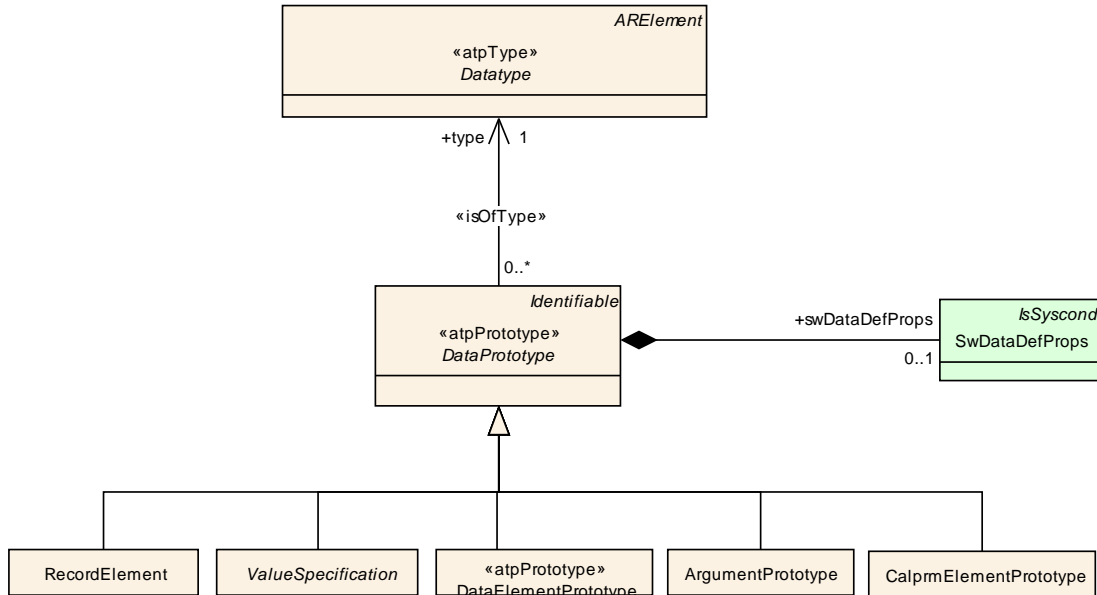 ARElement
«atpType»
Datatype
+type 1
«isOfType»
0..*
Identifiable
«atpPrototype»
DataPrototype
+swDataDefProps
0..1
IsSyscond
SwDataDefProps
RecordElement
ValueSpecification
«atpPrototype»
DataElementPrototype
ArgumentPrototype
CalprmElementPrototype